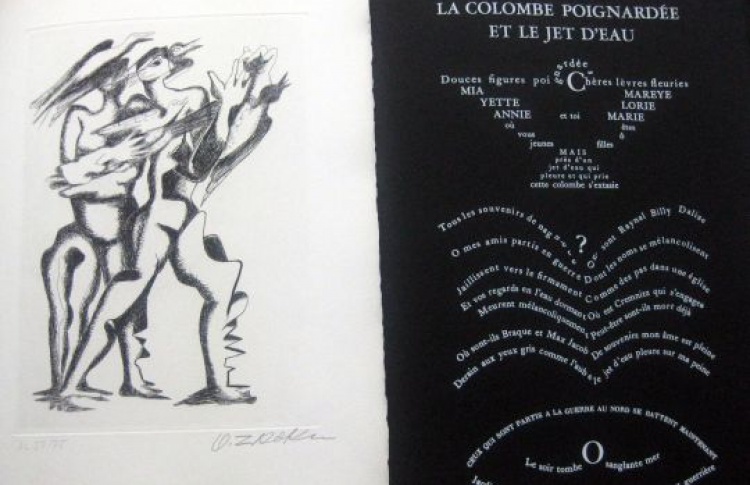 LA COLOMBE POIGNARDÉE
ET LE JET D'EAU
Douces figures poignardée Chères lèvres fleuries
MIA MAREYE
YETTE LORIE
ANNIE et toi MARIE
où êtes
vous ô
jeunes filles
MAIS
près d'un
jet d'eau qui
pleure et qui prie
cette colombe s'extasie
?
Tous les souvenirs de naguère Où sont Raynal Billy Dalize
O mes amis partis en guerre Dont les noms se mélancolisent
Jaillissent vers le firmament Comme des pas dans une église
Et vos regards en l'eau dormant Où est Cremnitz qui s'engagea
Meurent mélancoliquement Peut-être sont-ils mort déjà
Où sont-ils Braque et Max Jacob De souvenirs mon âme est pleine
Derain aux yeux gris comme l'aube Le jet d'eau pleure sur ma peine
CEUX QUI SONT PARTIS A LA GUERRE AU NORD SE BATTENT MAINTENANT
Le soir tombe O sanglante mer
guerrière